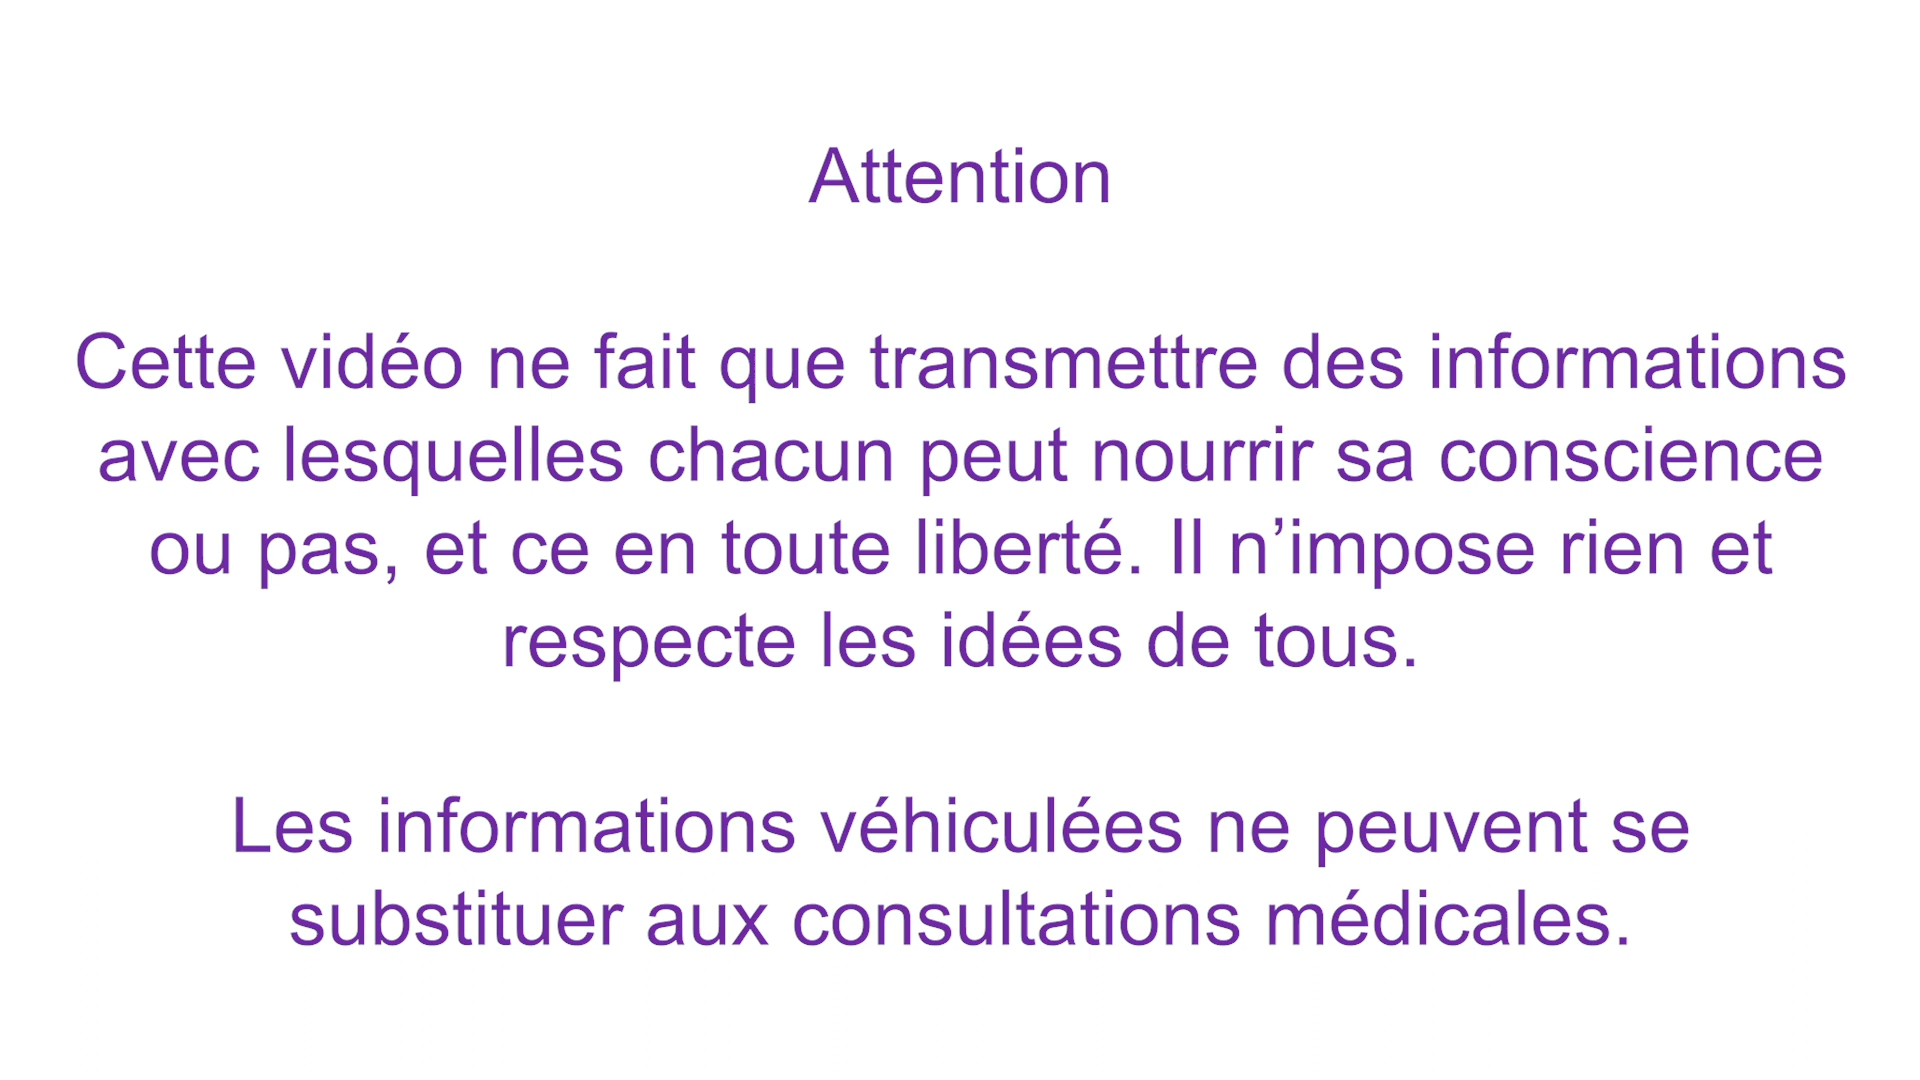 Attention
Cette vidéo ne fait que transmettre des informations
avec lesquelles chacun peut nourrir sa conscience
ou pas, et ce en toute liberté. Il n’impose rien et
respecte les idées de tous.
Les informations véhiculées ne peuvent se
substituer aux consultations médicales.